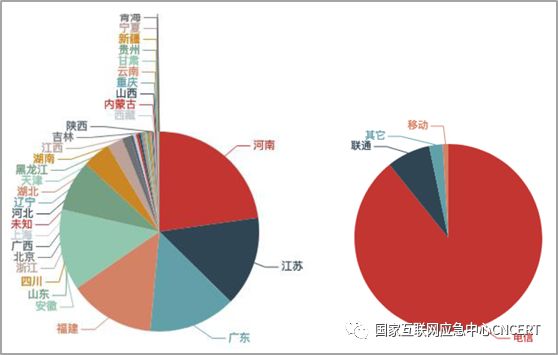 青海
宁夏
新疆
贵州
甘肃
云南
重庆
山西
内蒙古
西藏
陕西
吉林
江西
湖南
黑龙江
天津
湖北
辽宁
河北
未知
上海
广西
北京
浙江
四川
山东
安徽
福建
河南
江苏
广东
移动
其它
联通
电信
国家互联网应急中心CNCERT